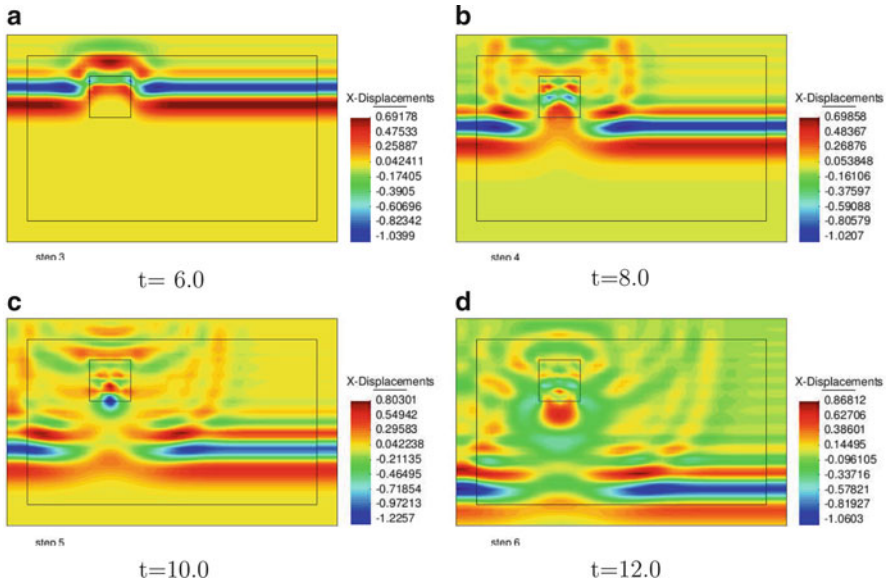 a
X-Displacements
0.69178
0.47533
0.25887
0.042411
-0.17405
-0.3905
-0.60696
-0.82342
-1.0399
step 3
t= 6.0
b
X-Displacements
0.69858
0.48367
0.26876
0.053848
-0.16106
-0.37597
-0.59088
-0.80579
-1.0207
step 4
t=8.0
c
X-Displacements
0.80301
0.54942
0.29583
0.042238
-0.21135
-0.46495
-0.71854
-0.97213
-1.2257
step 5
t=10.0
d
X-Displacements
0.86812
0.62706
0.38601
0.14495
-0.096105
-0.33716
-0.57821
-0.81927
-1.0603
step 6
t=12.0